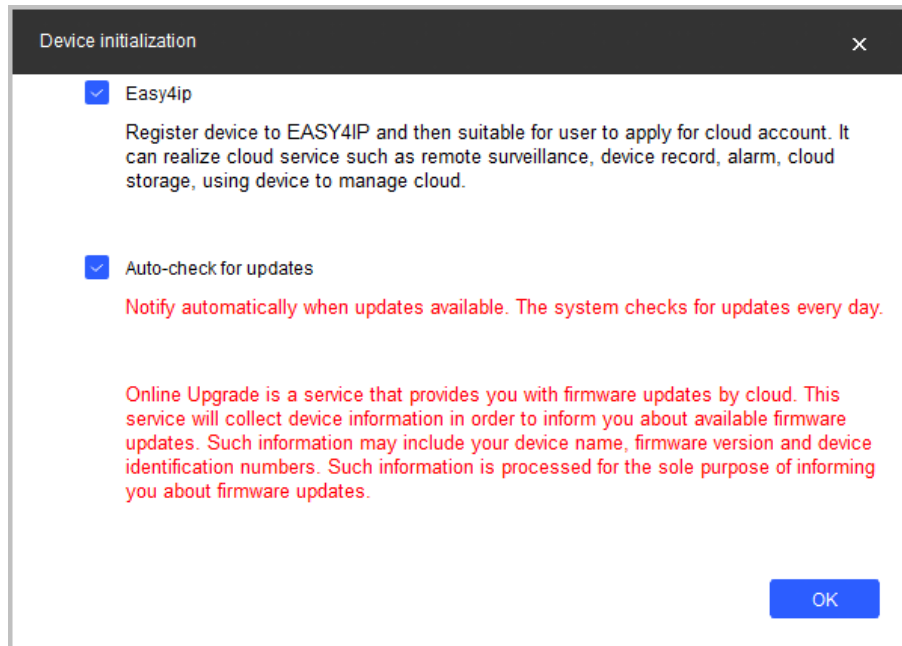 Device initialization
Easy4ip
Register device to EASY4IP and then suitable for user to apply for cloud account. It
can realize cloud service such as remote surveillance, device record, alarm, cloud
storage, using device to manage cloud.
Auto-check for updates
Notify automatically when updates available. The system checks for updates every day.
Online Upgrade is a service that provides you with firmware updates by cloud. This
service will collect device information in order to inform you about available firmware
updates. Such information may include your device name, firmware version and device
identification numbers. Such information is processed for the sole purpose of informing
you about firmware updates.
OK